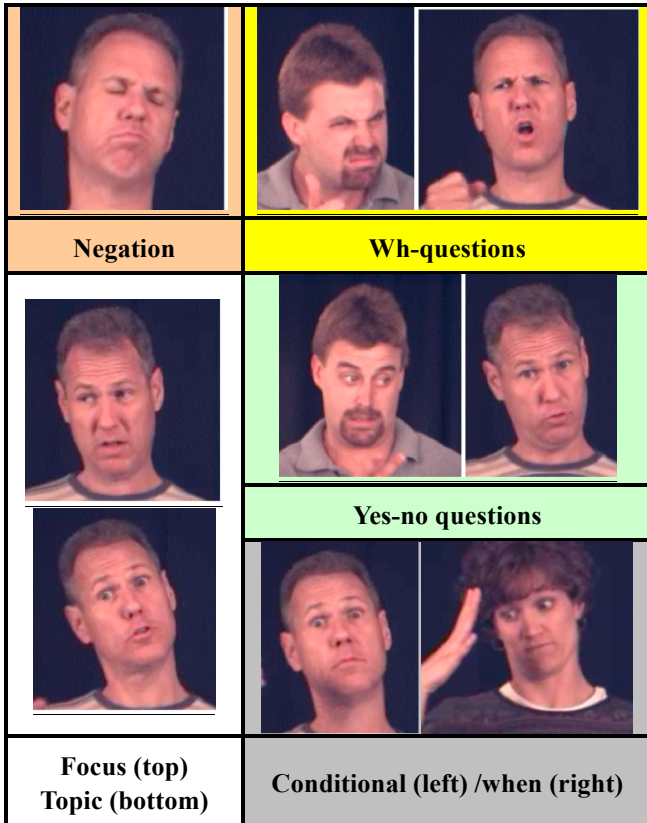 Negation
Wh-questions
Yes-no questions
Focus (top)
Topic (bottom)
Conditional (left) /when (right)